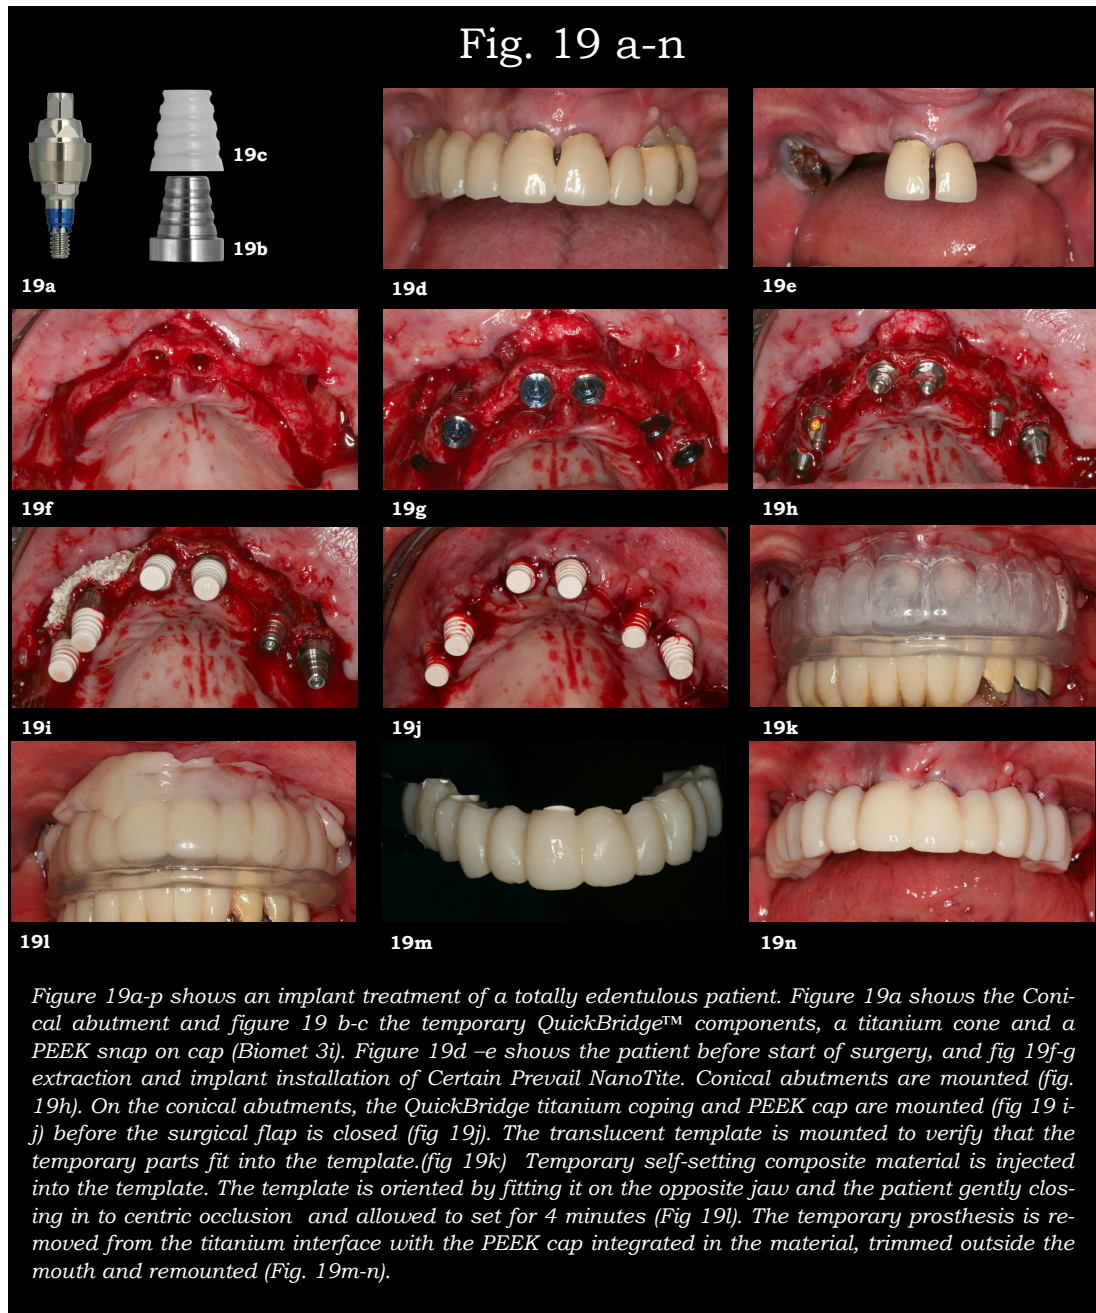 Fig. 19 a-n
19c
19b
19a
19d
19e
19f
19g
19h
19i
19j
19k
19l
19m
19n
Figure 19a-p shows an implant treatment of a totally edentulous patient. Figure 19a shows the Coni-
cal abutment and figure 19 b-c the temporary QuickBridge™ components, a titanium cone and a
PEEK snap on cap (Biomet 3i). Figure 19d –e shows the patient before start of surgery, and fig 19f-g
extraction and implant installation of Certain Prevail NanoTite. Conical abutments are mounted (fig.
19h). On the conical abutments, the QuickBridge titanium coping and PEEK cap are mounted (fig 19 i-
j) before the surgical flap is closed (fig 19j). The translucent template is mounted to verify that the
temporary parts fit into the template.(fig 19k)  Temporary self-setting composite material is injected
into the template. The template is oriented by fitting it on the opposite jaw and the patient gently clos-
ing in to centric occlusion  and allowed to set for 4 minutes (Fig 19l). The temporary prosthesis is re-
moved from the titanium interface with the PEEK cap integrated in the material, trimmed outside the
mouth and remounted (Fig. 19m-n).